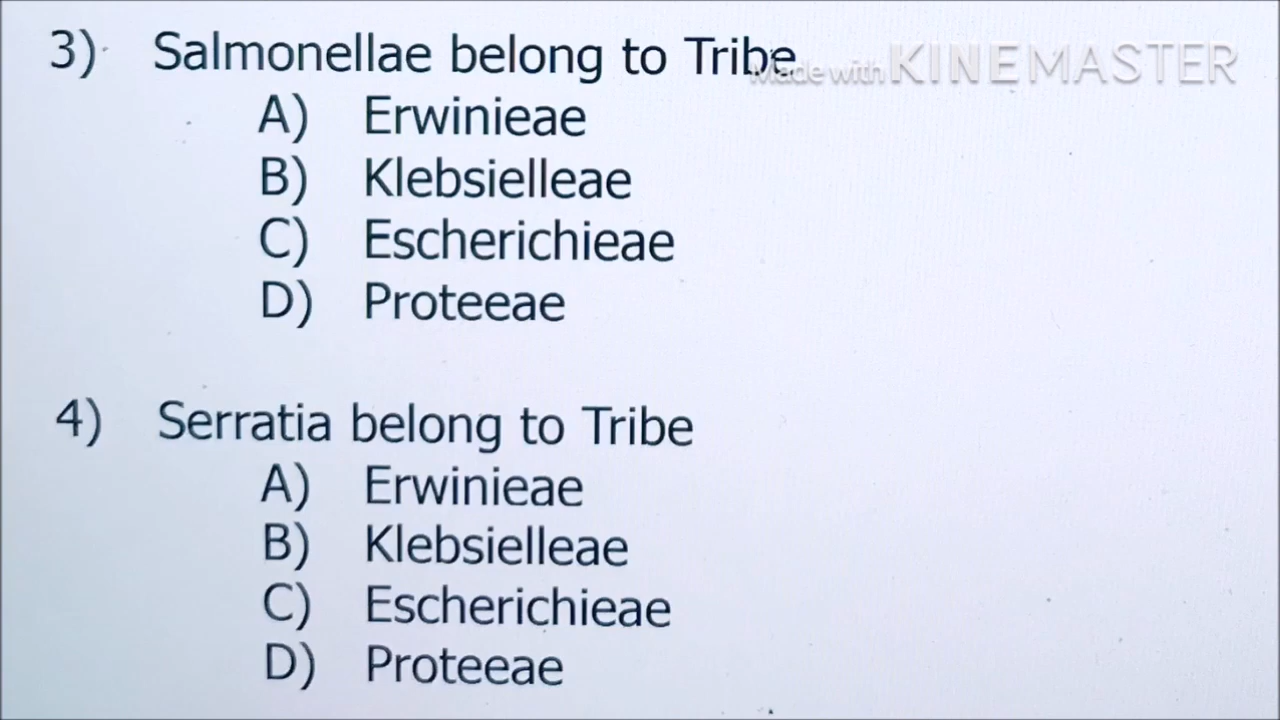 3) Salmonellae belong to Tribe
Made with KINEMASTER
A) Erwinieae
B) Klebsielleae
C) Escherichieae
D) Proteeae
4) Serratia belong to Tribe
A) Erwinieae
B) Klebsielleae
C) Escherichieae
D) Proteeae